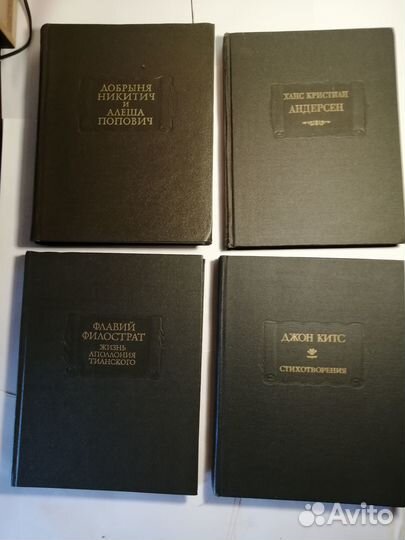 ДОБРЫНЯ
НИКИТИЧ
И
АЛЕША
ПОПОВИЧ
ХАНС КРИСТИАН
АНДЕРСЕН
ФЛАВИЙ
ФИЛОСТРАТ
ЖИЗНЬ
АПОЛЛОНИЯ
ТИАНСКОГО
ДЖОН КИТС
СТИХОТВОРЕНИЯ
Avito